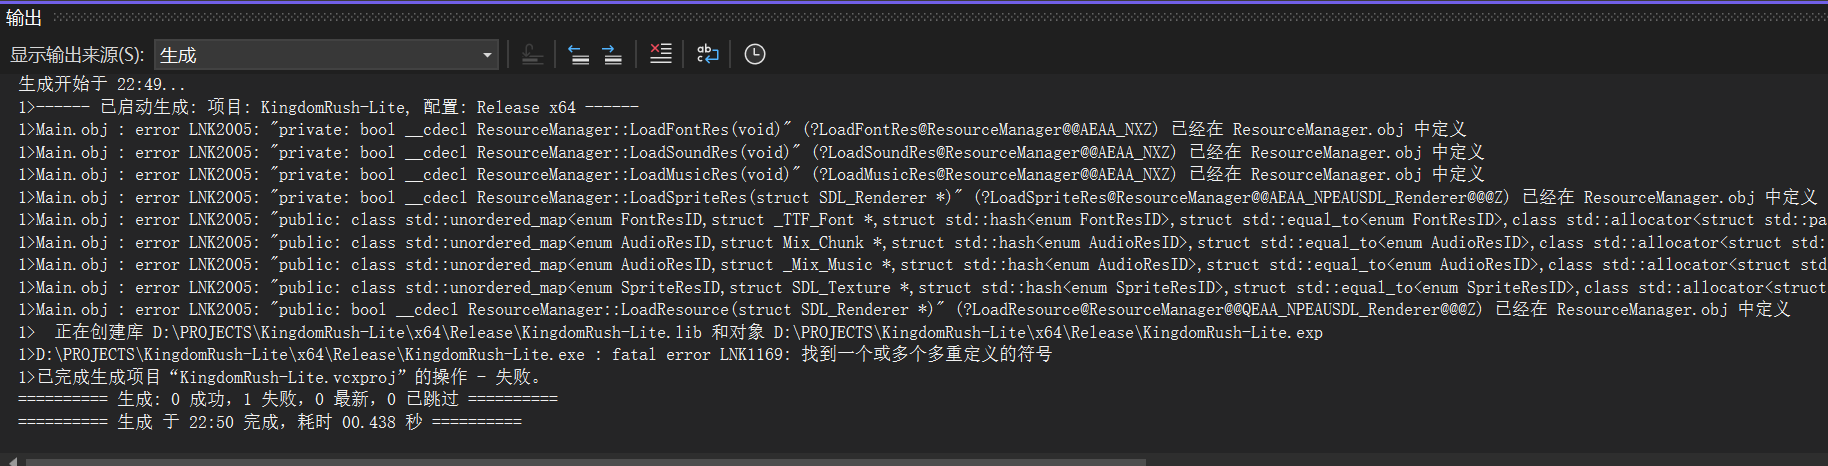 输出
显示输出来源(S): 生成
生成开始于 22:49...
1>------ 已启动生成: 项目: KingdomRush-Lite, 配置: Release x64 ------
1>Main.obj : error LNK2005: "private: bool __cdecl ResourceManager::LoadFontRes(void)" (?LoadFontRes@ResourceManager@@AEAA_NXZ) 已经在 ResourceManager.obj 中定义
1>Main.obj : error LNK2005: "private: bool __cdecl ResourceManager::LoadSoundRes(void)" (?LoadSoundRes@ResourceManager@@AEAA_NXZ) 已经在 ResourceManager.obj 中定义
1>Main.obj : error LNK2005: "private: bool __cdecl ResourceManager::LoadMusicRes(void)" (?LoadMusicRes@ResourceManager@@AEAA_NXZ) 已经在 ResourceManager.obj 中定义
1>Main.obj : error LNK2005: "private: bool __cdecl ResourceManager::LoadSpriteRes(struct SDL_Renderer *)" (?LoadSpriteRes@ResourceManager@@AEAA_NPEAUSDL_Renderer@@@Z) 已经在 ResourceManager.obj 中定义
1>Main.obj : error LNK2005: "public: class std::unordered_map<enum FontResID,struct _TTF_Font *,struct std::hash<enum FontResID>,struct std::equal_to<enum FontResID>,class std::allocator<struct std::pa
1>Main.obj : error LNK2005: "public: class std::unordered_map<enum AudioResID,struct Mix_Chunk *,struct std::hash<enum AudioResID>,struct std::equal_to<enum AudioResID>,class std::allocator<struct std:
1>Main.obj : error LNK2005: "public: class std::unordered_map<enum AudioResID,struct _Mix_Music *,struct std::hash<enum AudioResID>,struct std::equal_to<enum AudioResID>,class std::allocator<struct std
1>Main.obj : error LNK2005: "public: class std::unordered_map<enum SpriteResID,struct SDL_Texture *,struct std::hash<enum SpriteResID>,struct std::equal_to<enum SpriteResID>,class std::allocator<struct
1>Main.obj : error LNK2005: "public: bool __cdecl ResourceManager::LoadResource(struct SDL_Renderer *)" (?LoadResource@ResourceManager@@QEAA_NPEAUSDL_Renderer@@@Z) 已经在 ResourceManager.obj 中定义
1>  正在创建库 D:\PROJECTS\KingdomRush-Lite\x64\Release\KingdomRush-Lite.lib 和对象 D:\PROJECTS\KingdomRush-Lite\x64\Release\KingdomRush-Lite.exp
1>D:\PROJECTS\KingdomRush-Lite\x64\Release\KingdomRush-Lite.exe : fatal error LNK1169: 找到一个或多个多重定义的符号
1>已完成生成项目“KingdomRush-Lite.vcxproj”的操作 - 失败。
========== 生成: 0 成功，1 失败，0 最新，0 已跳过 ==========
========== 生成 于 22:50 完成，耗时 00.438 秒 ==========